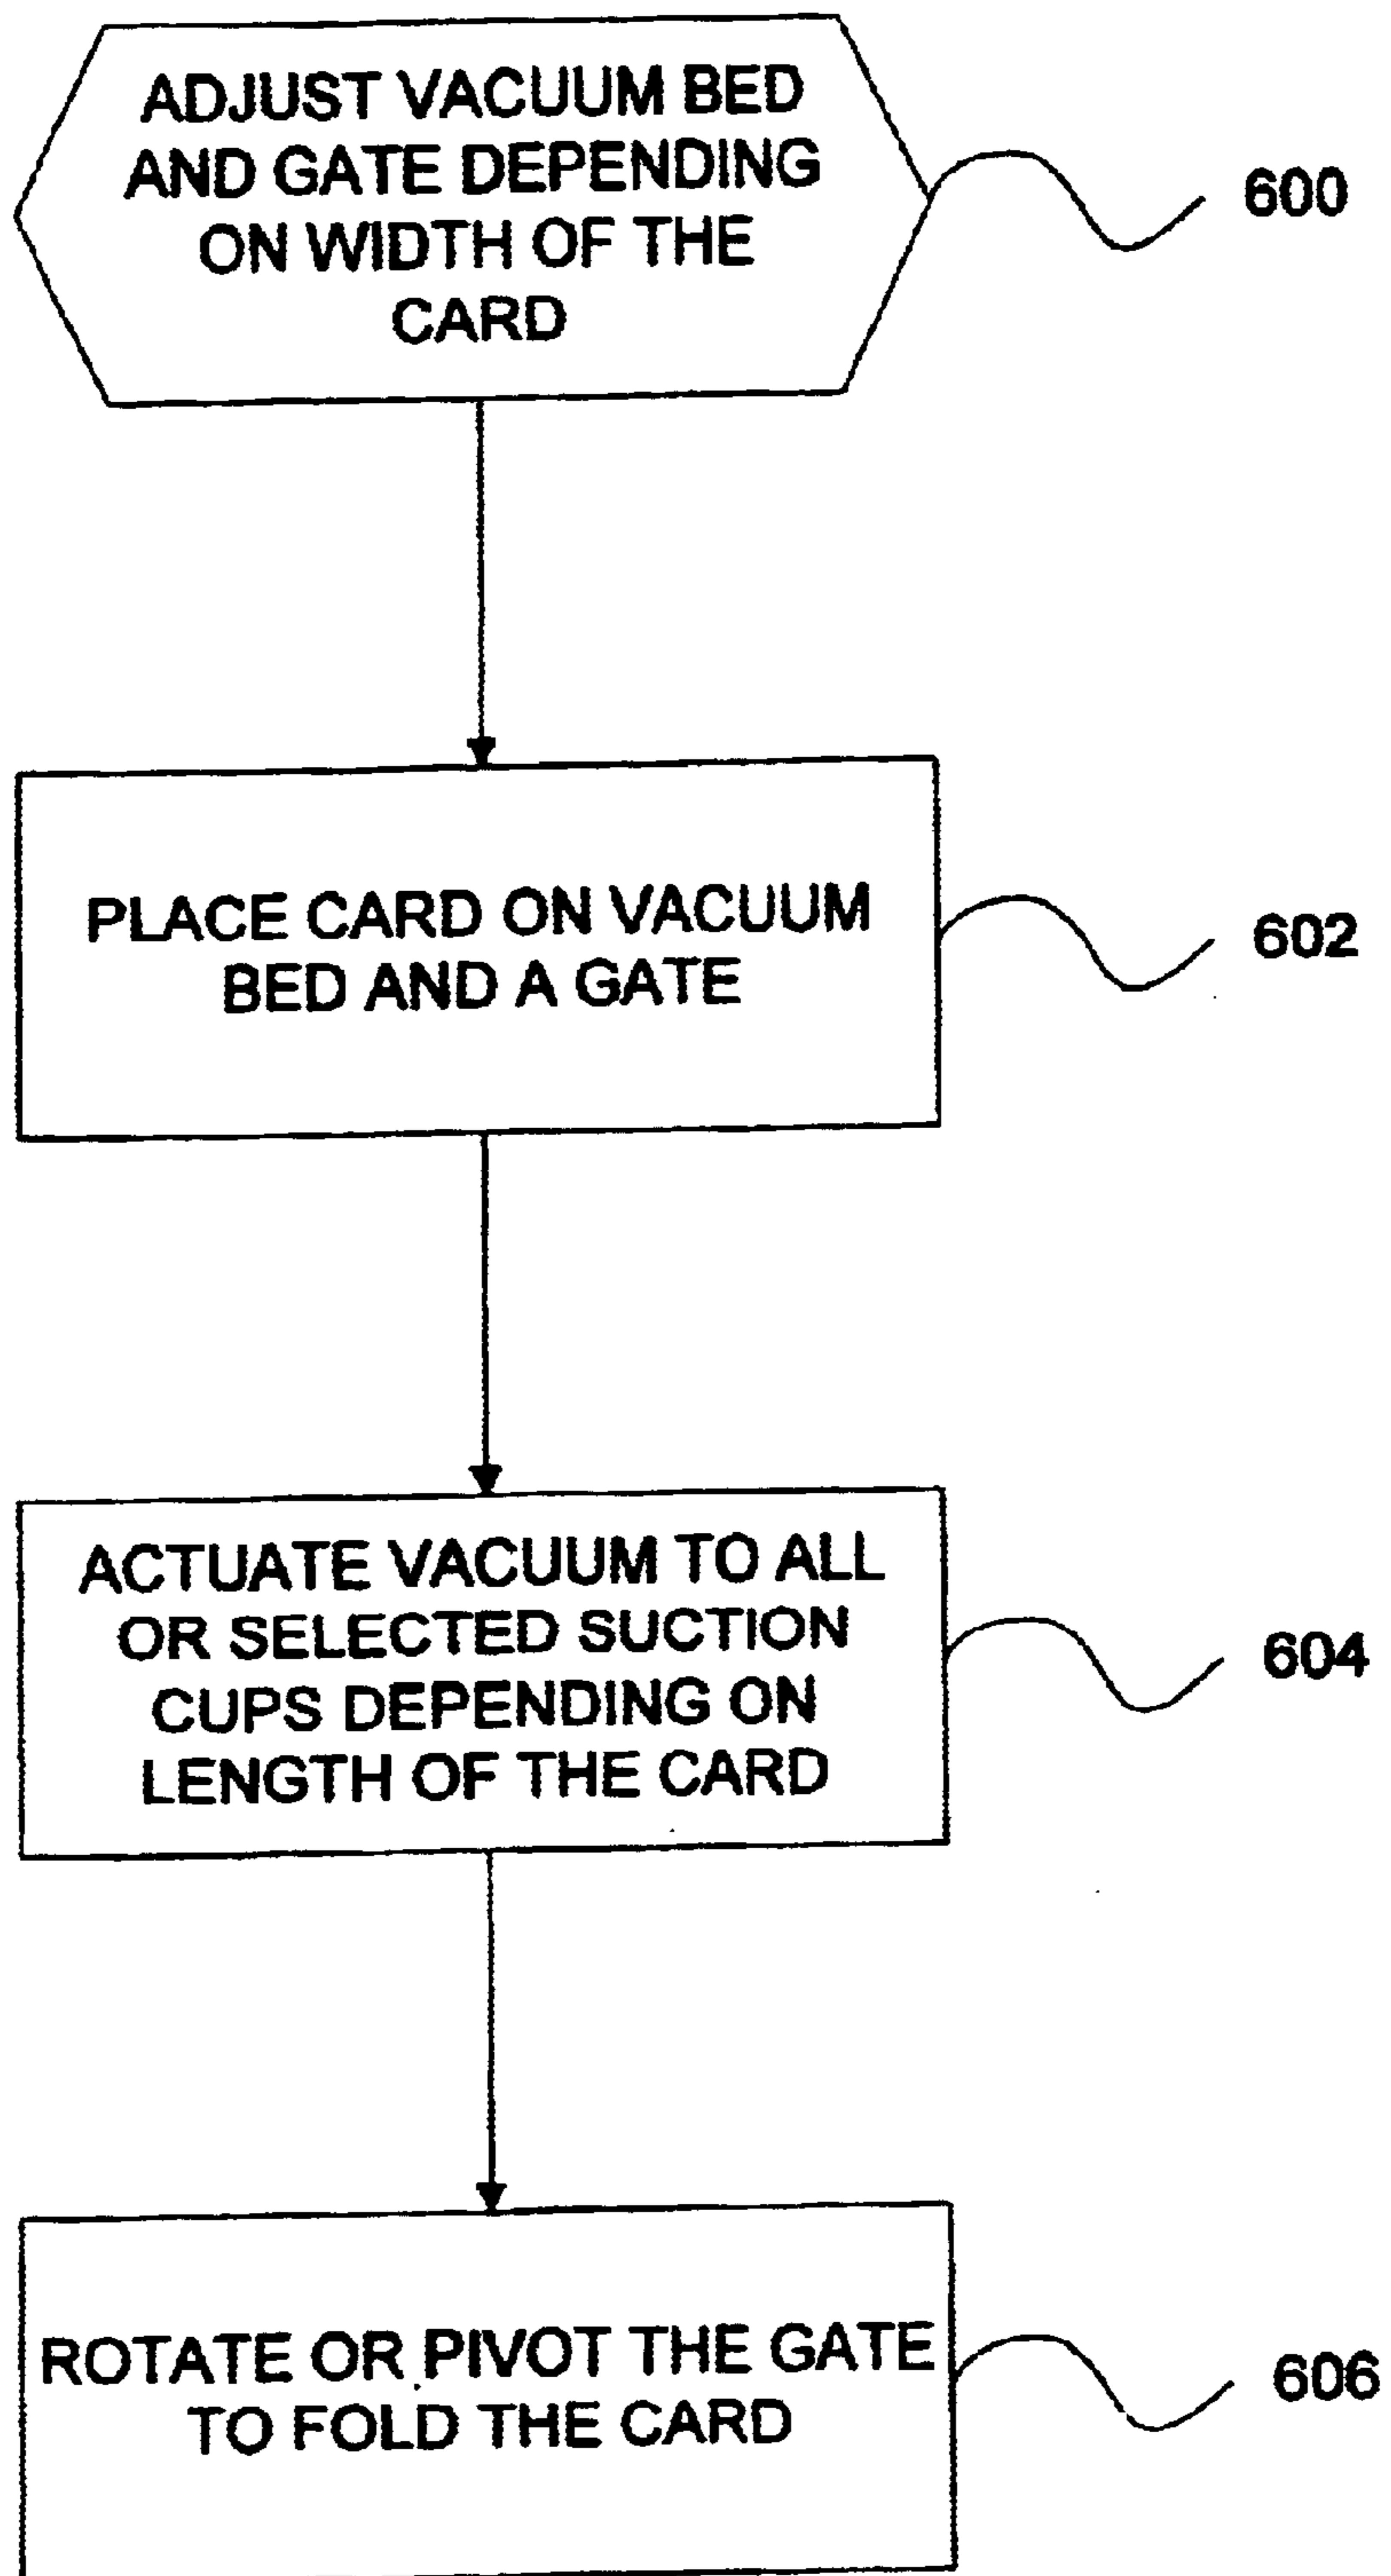 ADJUST VACUUM BED
AND GATE DEPENDING
ON WIDTH OF THE
CARD
600
PLACE CARD ON VACUUM
BED AND A GATE
602
ACTUATE VACUUM TO ALL
OR SELECTED SUCTION
CUPS DEPENDING ON
LENGTH OF THE CARD
604
ROTATE OR PIVOT THE GATE
TO FOLD THE CARD
606